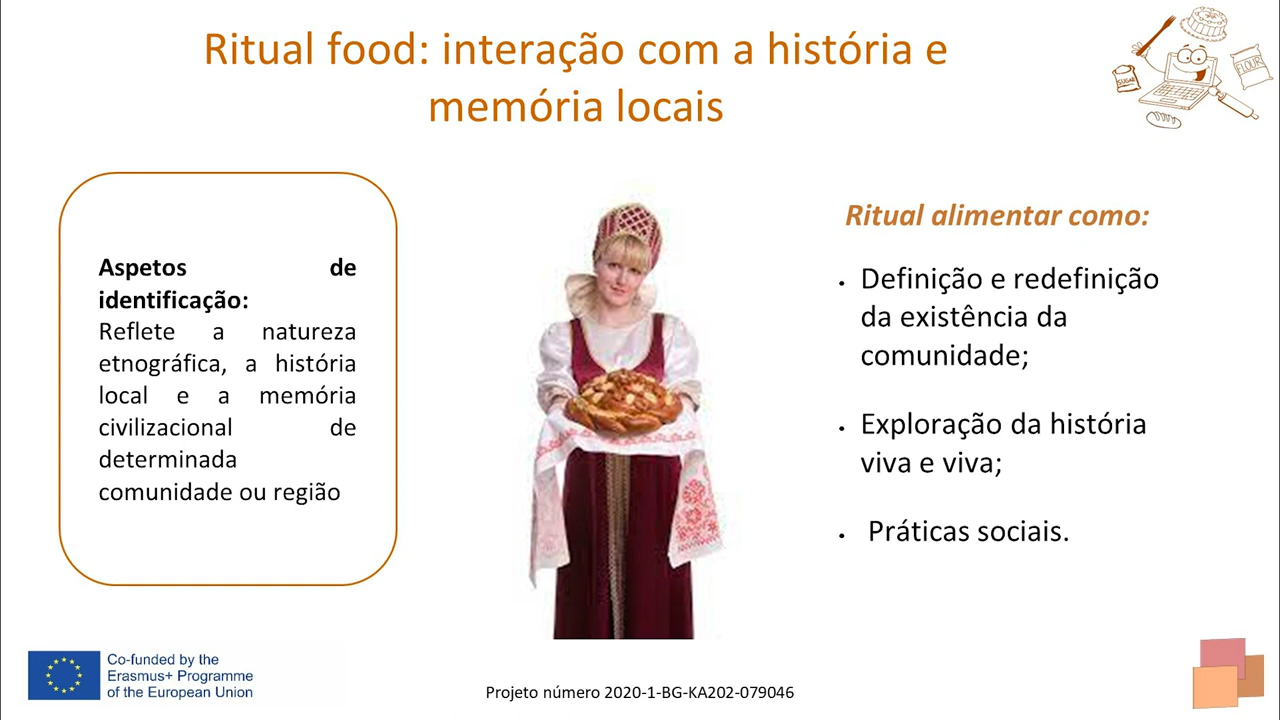 Ritual food: interação com a história e
memória locais
Aspetos de
identificação:
Reflete a natureza
etnográfica, a história
local e a memória
civilizacional de
determinada
comunidade ou região
Ritual alimentar como:
• Definição e redefinição
da existência da
comunidade;
• Exploração da história
viva e viva;
• Práticas sociais.
SUGAR
FLOUR
Co-funded by the
Erasmus+ Programme
of the European Union
Projeto número 2020-1-BG-KA202-079046